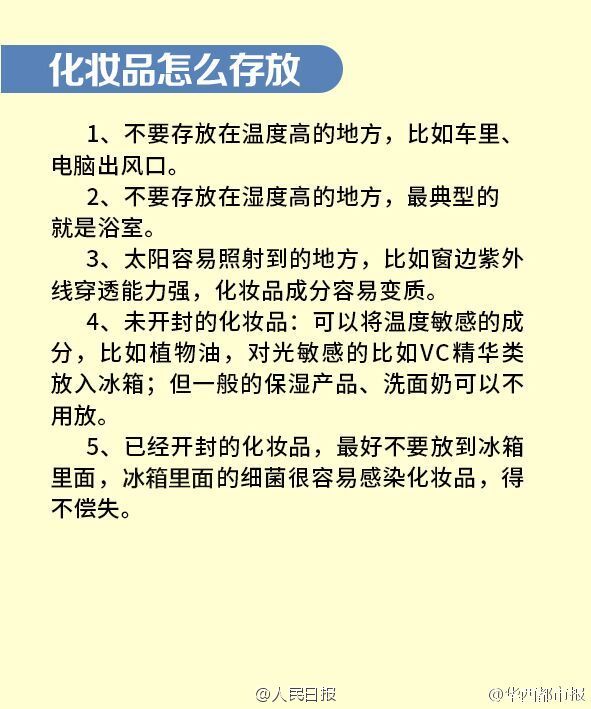 化妆品怎么存放
1、不要存放在温度高的地方，比如车里、
电脑出风口。
2、不要存放在湿度高的地方，最典型的
就是浴室。
3、太阳容易照射到的地方，比如窗边紫外
线穿透能力强，化妆品成分容易变质。
4、未开封的化妆品：可以将温度敏感的成
分，比如植物油，对光敏感的比如VC精华类
放入冰箱；但一般的保湿产品、洗面奶可以不
用放。
5、已经开封的化妆品，最好不要放到冰箱
里面，冰箱里面的细菌很容易感染化妆品，得
不偿失。
@人民日报
@华西都市报